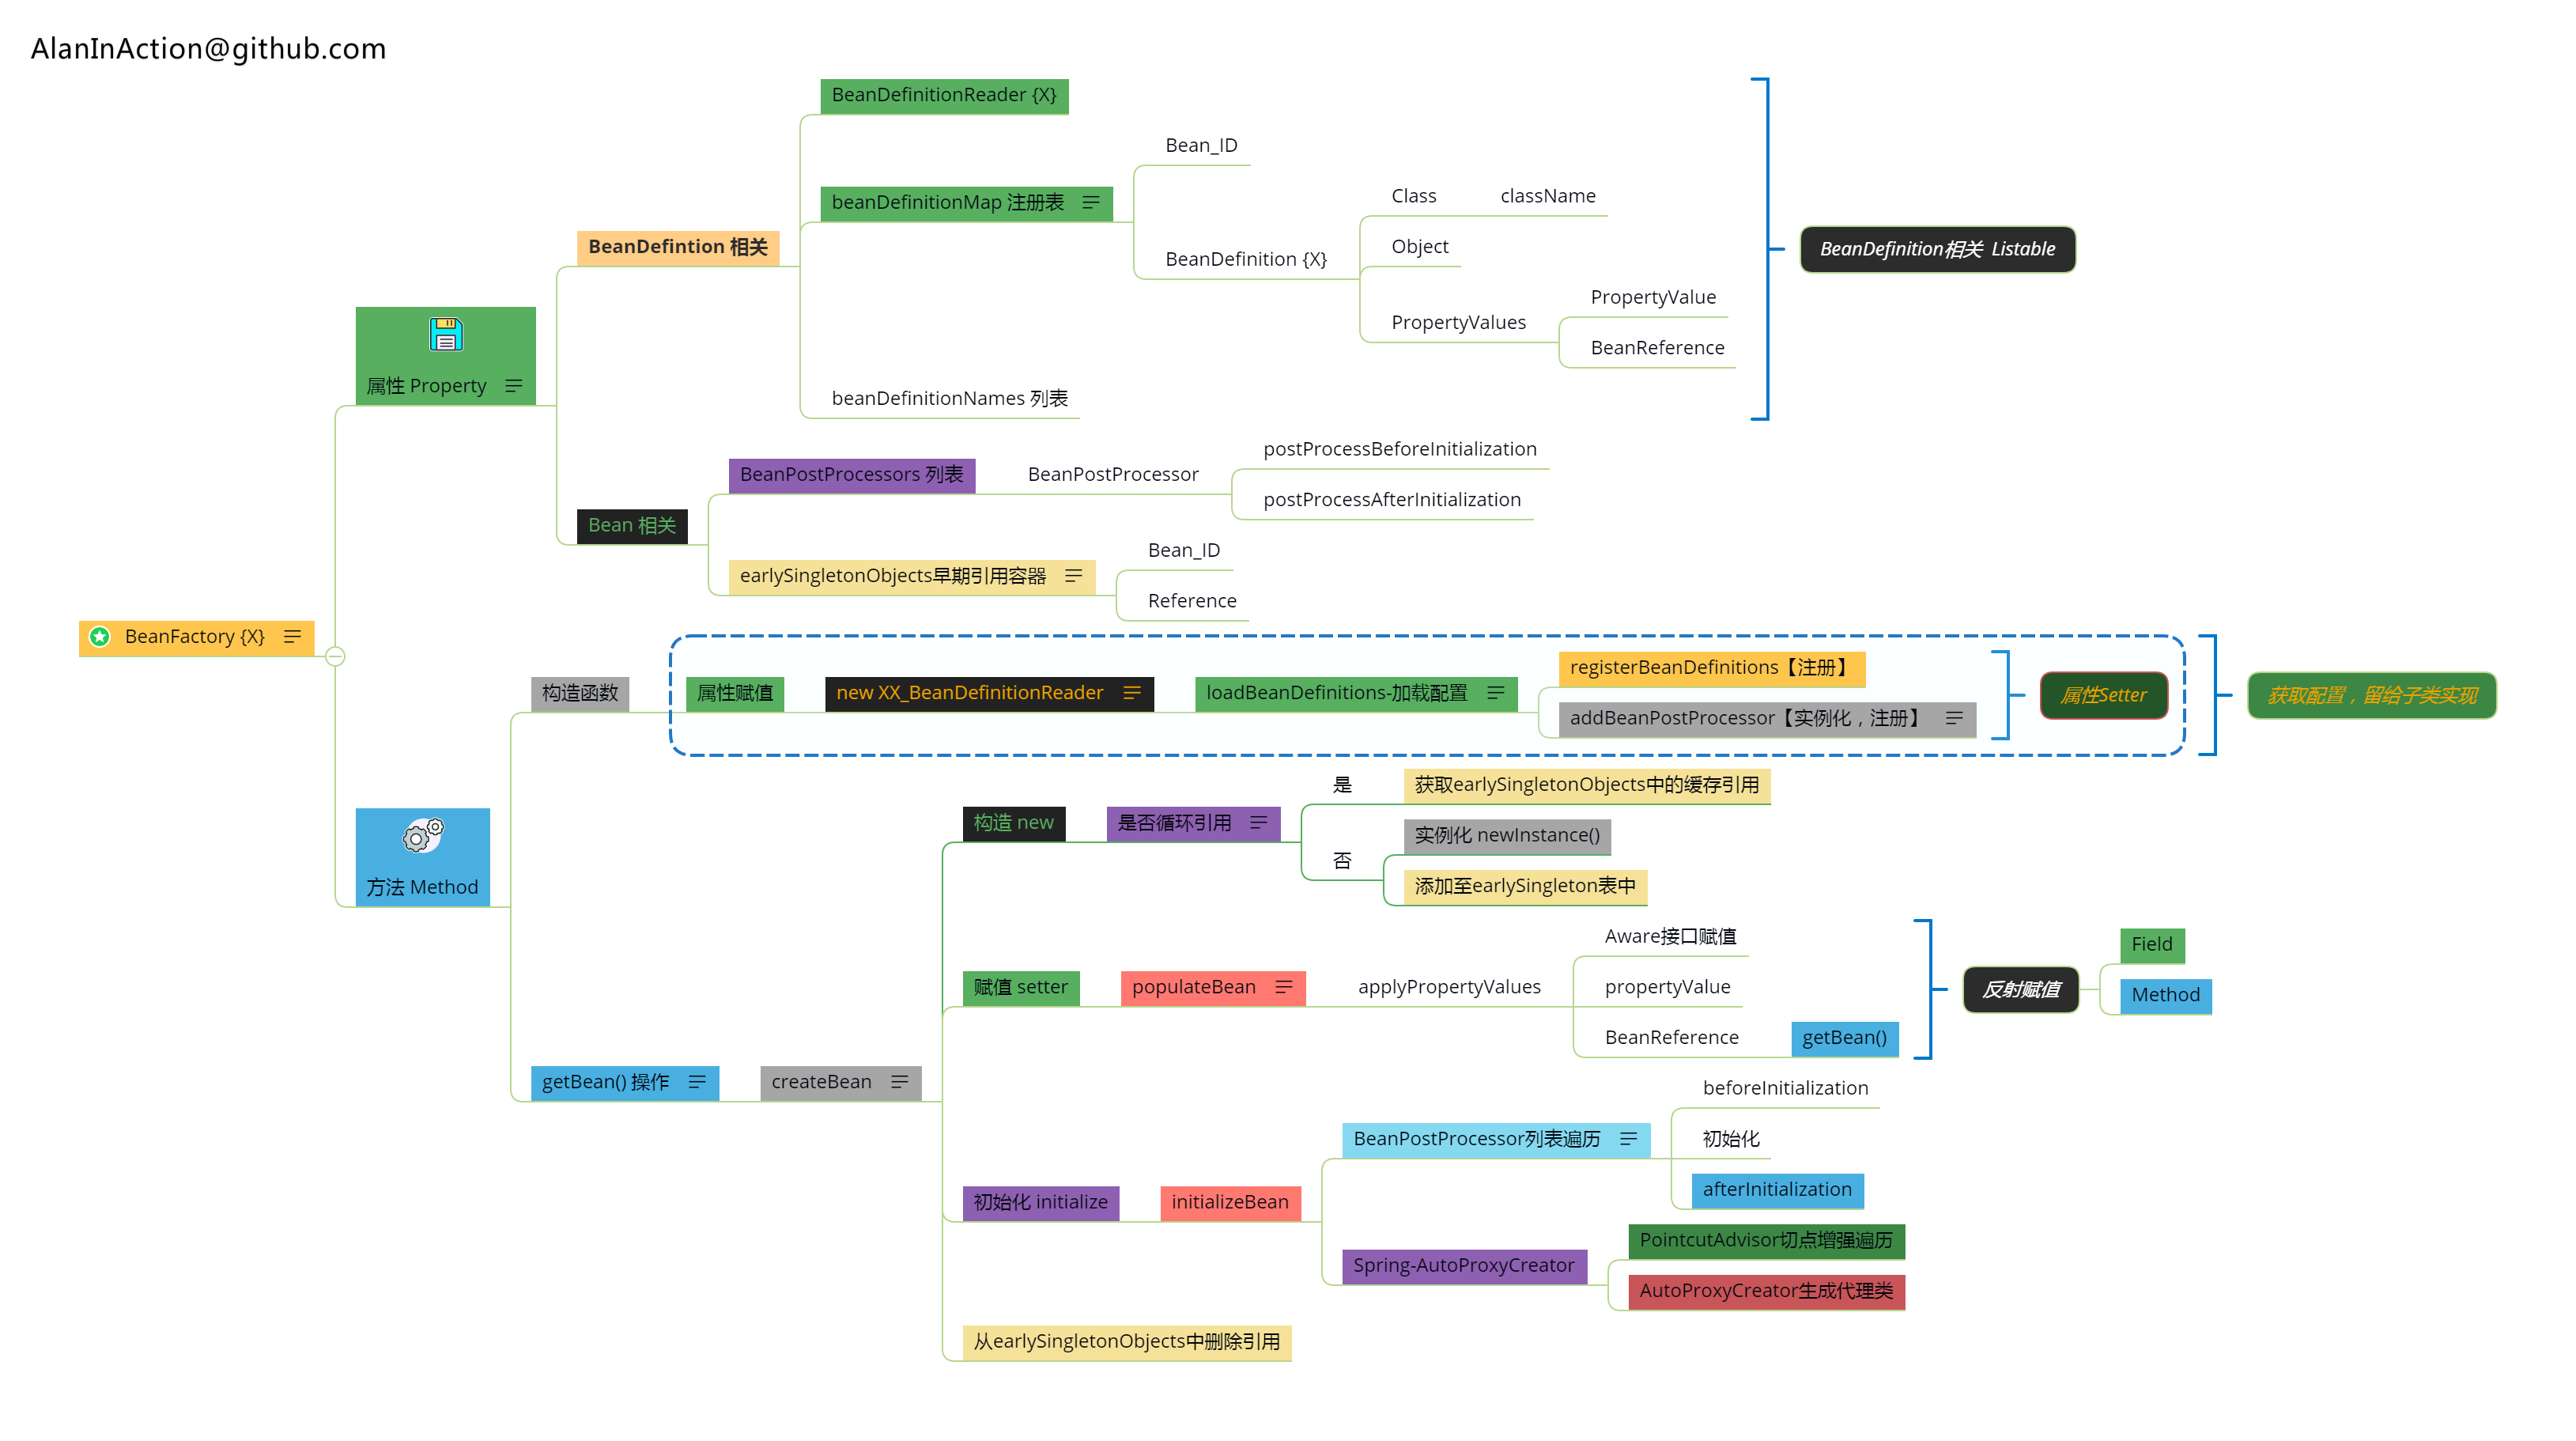 AlanInAction@github.com
BeanFactory {X}
属性 Property
BeanDefintion 相关
BeanDefinitionReader {X}
beanDefinitionMap 注册表
Bean_ID
BeanDefinition {X}
Class
className
Object
PropertyValues
PropertyValue
BeanReference
beanDefinitionNames 列表
BeanDefinition相关 Listable
Bean 相关
BeanPostProcessors 列表
BeanPostProcessor
postProcessBeforeInitialization
postProcessAfterInitialization
earlySingletonObjects早期引用容器
Bean_ID
Reference
方法 Method
构造函数
属性赋值
new XX_BeanDefinitionReader
loadBeanDefinitions-加载配置
registerBeanDefinitions【注册】
addBeanPostProcessor【实例化，注册】
属性Setter
获取配置，留给子类实现
getBean() 操作
createBean
构造 new
是否循环引用
是
获取earlySingletonObjects中的缓存引用
否
实例化 newInstance()
添加至earlySingleton表中
赋值 setter
populateBean
applyPropertyValues
Aware接口赋值
propertyValue
BeanReference
getBean()
反射赋值
Field
Method
初始化 initialize
initializeBean
BeanPostProcessor列表遍历
beforeInitialization
初始化
afterInitialization
Spring-AutoProxyCreator
PointcutAdvisor切点增强遍历
AutoProxyCreator生成代理类
从earlySingletonObjects中删除引用